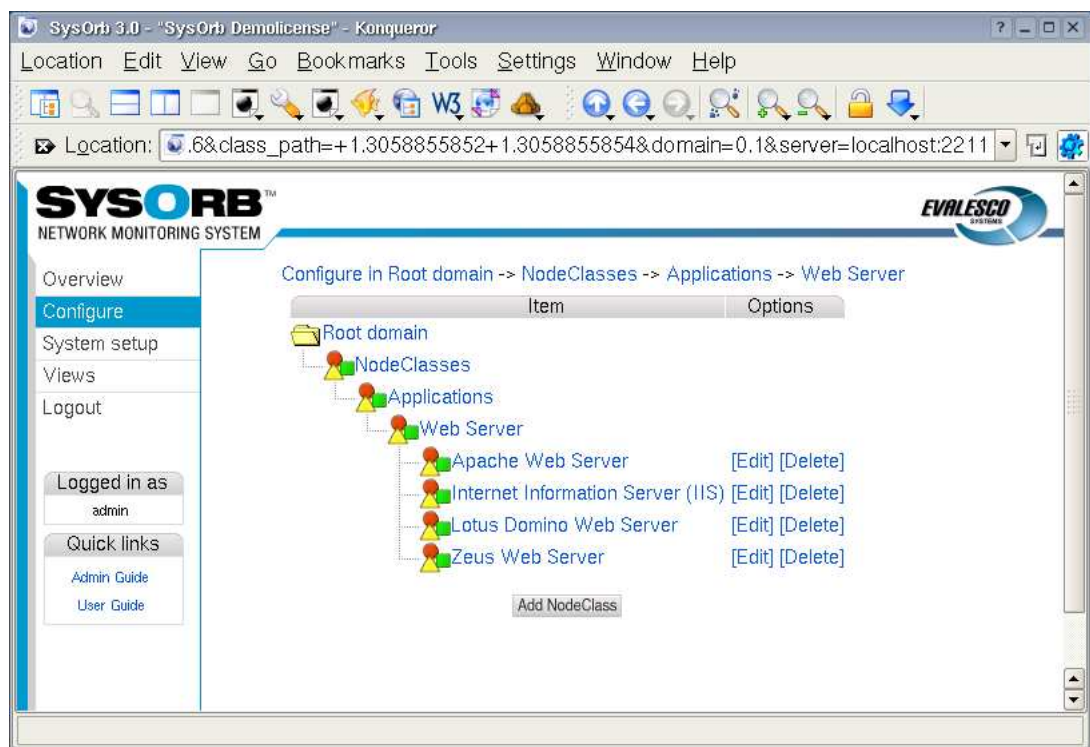 SysOrb 3.0 - "SysOrb Demolicense" - Konqueror
Location Edit View Go Bookmarks Tools Settings Window Help
W3
Location: .6&class_path=+1.3058855852+1.3058855854&domain=0.1&server=localhost:2211
SYSORB™
NETWORK MONITORING SYSTEM
EVALESCO
SYSTEMS
Overview
Configure
System setup
Views
Logout
Logged in as
admin
Quick links
Admin Guide
User Guide
Configure in Root domain -> NodeClasses -> Applications -> Web Server
Item Options
Root domain
NodeClasses
Applications
Web Server
Apache Web Server [Edit] [Delete]
Internet Information Server (IIS) [Edit] [Delete]
Lotus Domino Web Server [Edit] [Delete]
Zeus Web Server [Edit] [Delete]
Add NodeClass